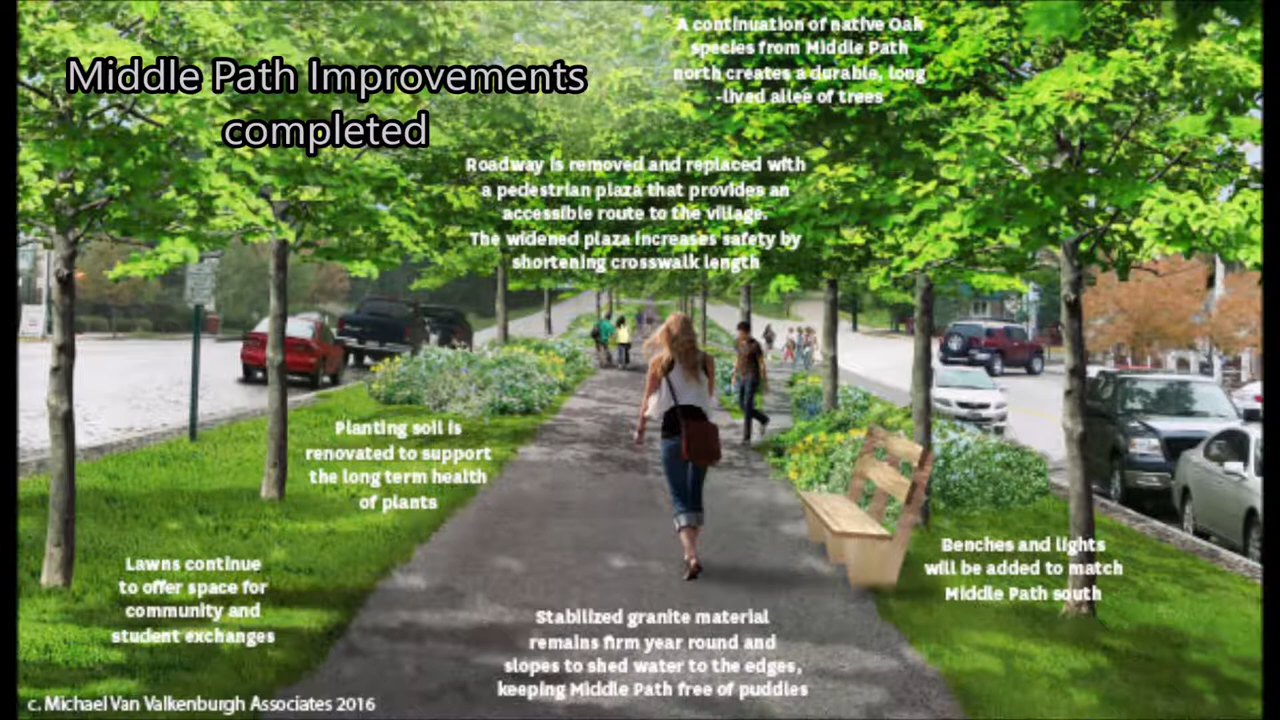 Middle Path Improvements
completed
A continuation of native Oak
species from Middle Path
north creates a durable, long
-lived allee of trees
Roadway is removed and replaced with
a pedestrian plaza that provides an
accessible route to the village.
The widened plaza increases safety by
shortening crosswalk length
Planting soil is
renovated to support
the long term health
of plants
Lawns continue
to offer space for
community and
student exchanges
Benches and lights
will be added to match
Middle Path south
Stabilized granite material
remains firm year round and
slopes to shed water to the edges,
keeping Middle Path free of puddles
c. Michael Van Valkenburgh Associates 2016